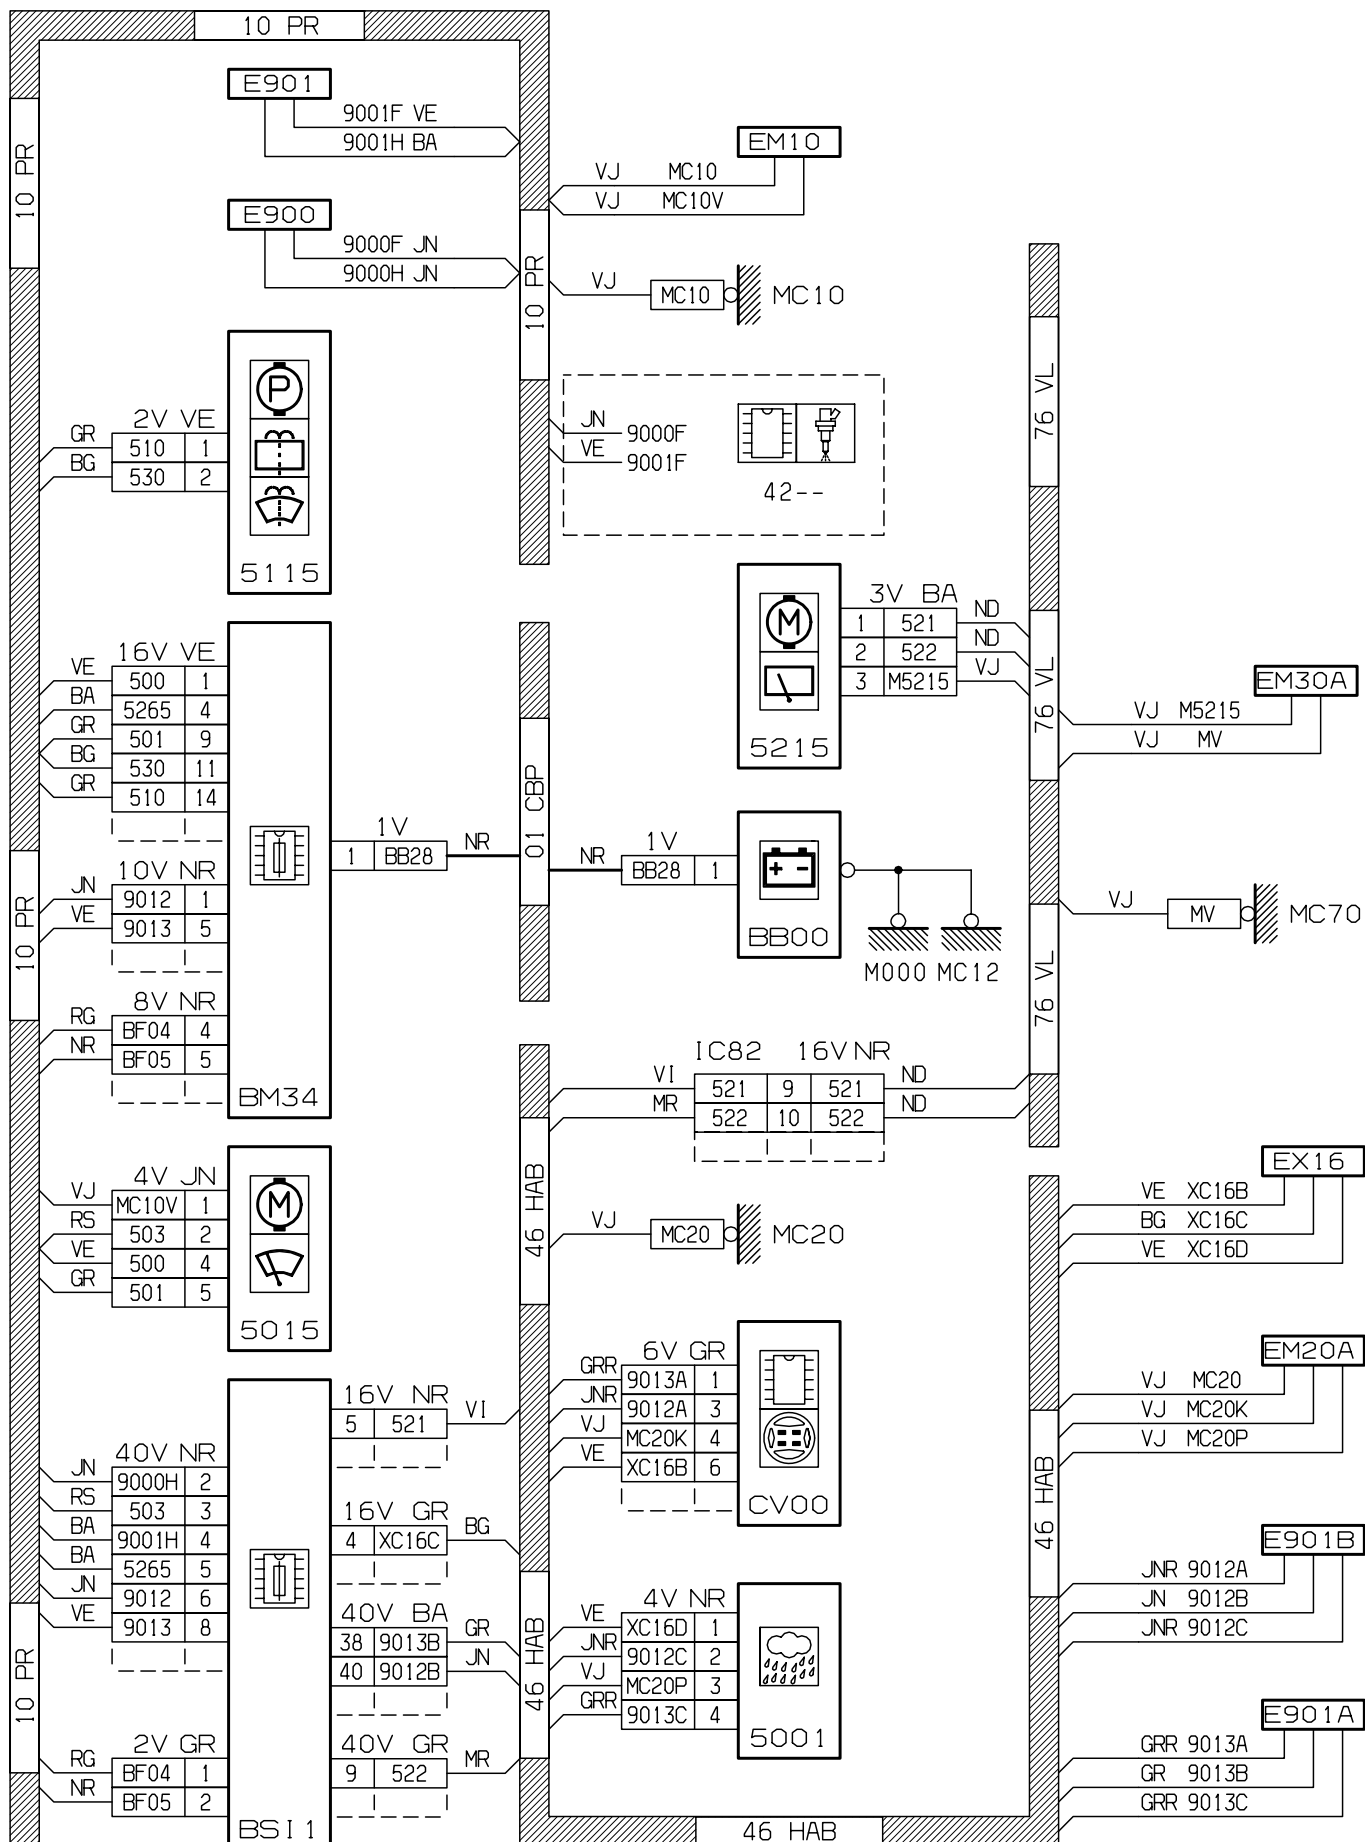 10 PR
E901
9001F VE
9001H BA
10 PR
EM10
VJ MC10
VJ MC10V
E900
9000F JN
9000H JN
10 PR
VJ MC10 MC10
JN 9000F
VE 9001F
42--
76 VL
P
2V VE
GR 510 1
BG 530 2
5115
M
3V BA
1 521 ND
2 522 ND
3 M5215 VJ
5215
76 VL
EM30A
VJ M5215
VJ MV
16V VE
VE 500 1
BA 5265 4
GR 501 9
BG 530 11
GR 510 14
1V
1 BB28 NR
01 CBP
1V
NR BB28 1
+ -
BB00
M000 MC12
10V NR
JN 9012 1
VE 9013 5
10 PR
8V NR
RG BF04 4
NR BF05 5
BM34
VJ MV MC70
76 VL
IC82 16V NR
VI 521 9 521 ND
MR 522 10 522 ND
4V JN
VJ MC10V 1
RS 503 2
VE 500 4
GR 501 5
M
5015
46 HAB
VJ MC20 MC20
EX16
VE XC16B
BG XC16C
VE XC16D
6V GR
GRR 9013A 1
JNR 9012A 3
VJ MC20K 4
VE XC16B 6
CV00
EM20A
VJ MC20
VJ MC20K
VJ MC20P
46 HAB
16V NR
5 521 VI
40V NR
JN 9000H 2
RS 503 3
BA 9001H 4
BA 5265 5
JN 9012 6
VE 9013 8
16V GR
4 XC16C BG
40V BA
38 9013B GR
40 9012B JN
40V GR
9 522 MR
10 PR
2V GR
RG BF04 1
NR BF05 2
BSI1
46 HAB
4V NR
VE XC16D 1
JNR 9012C 2
VJ MC20P 3
GRR 9013C 4
5001
E901B
JNR 9012A
JN 9012B
JNR 9012C
E901A
GRR 9013A
GR 9013B
GRR 9013C
46 HAB